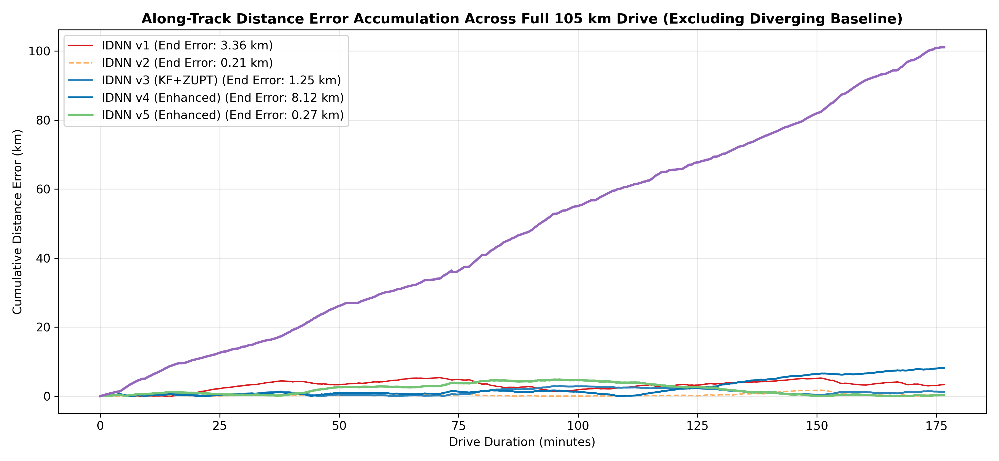 Along-Track Distance Error Accumulation Across Full 105 km Drive (Excluding Diverging Baseline)
IDNN v1 (End Error: 3.36 km)
IDNN v2 (End Error: 0.21 km)
IDNN v3 (KF+ZUPT) (End Error: 1.25 km)
IDNN v4 (Enhanced) (End Error: 8.12 km)
IDNN v5 (Enhanced) (End Error: 0.27 km)
Cumulative Distance Error (km)
100
80
60
40
20
0
0 25 50 75 100 125 150 175
Drive Duration (minutes)